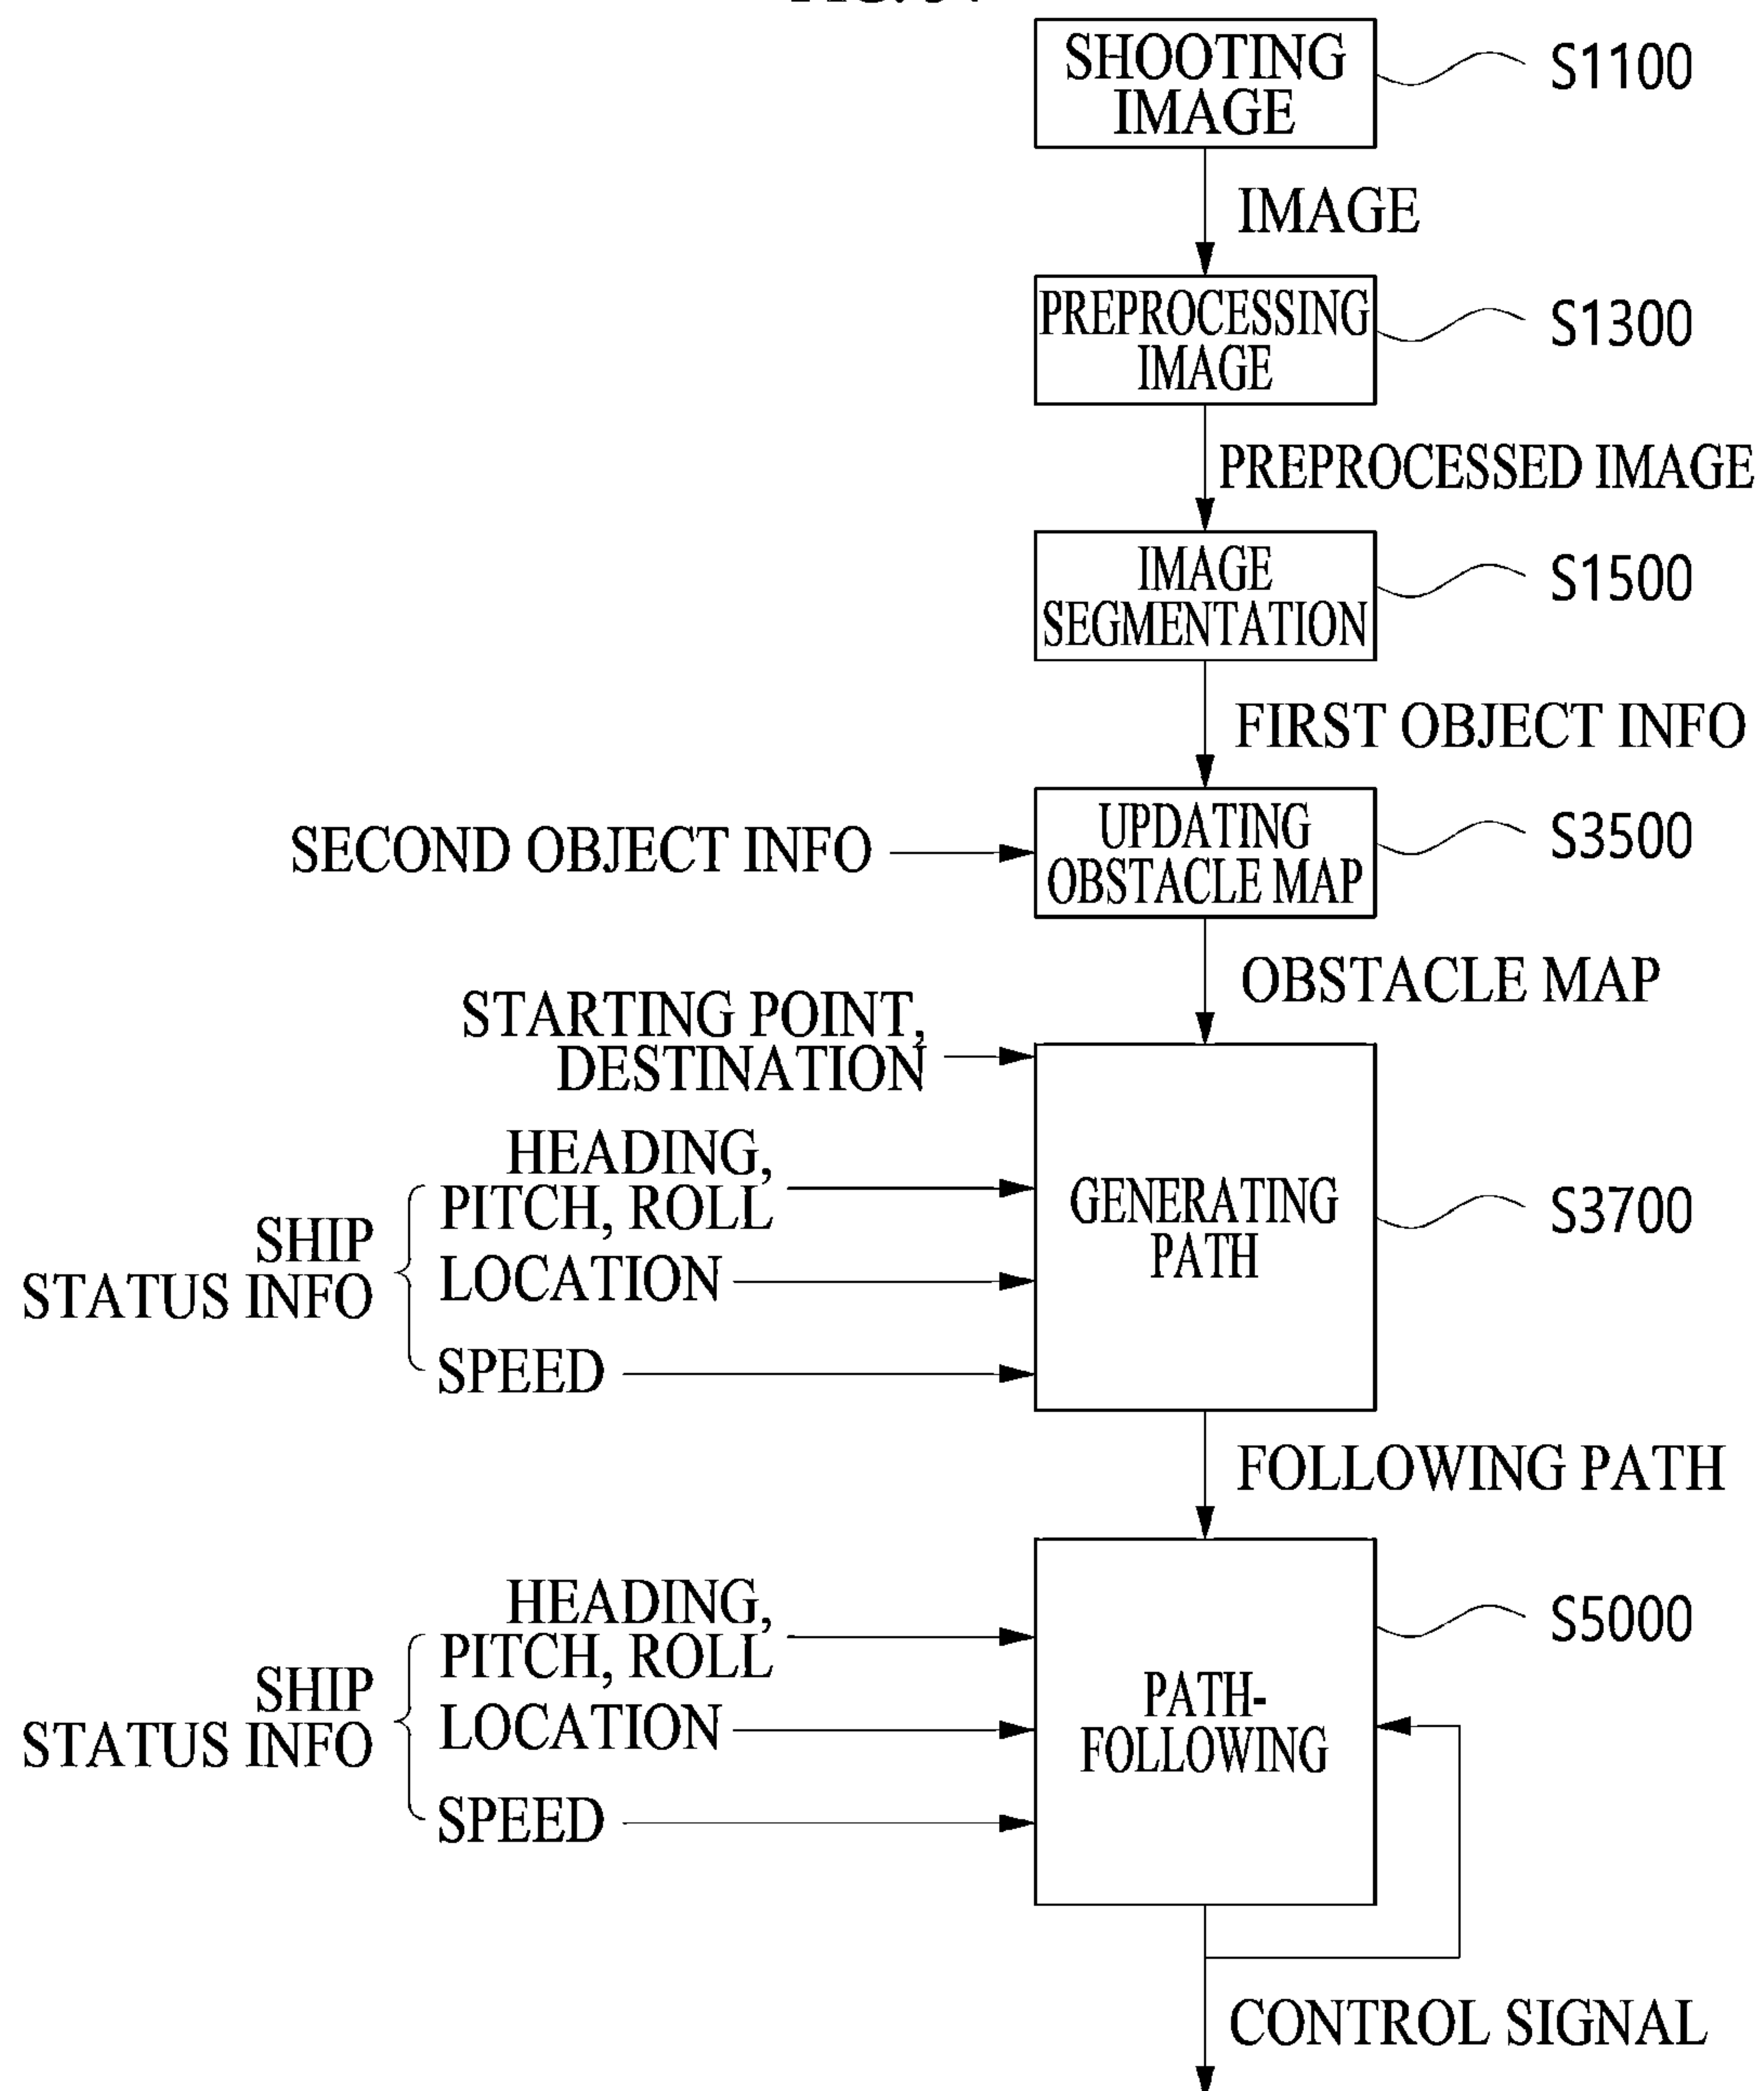 SHOOTING
IMAGE
S1100
IMAGE
PREPROCESSING
IMAGE
S1300
PREPROCESSED IMAGE
IMAGE
SEGMENTATION
S1500
FIRST OBJECT INFO
SECOND OBJECT INFO
UPDATING
OBSTACLE MAP
S3500
OBSTACLE MAP
STARTING POINT,
DESTINATION
HEADING,
PITCH, ROLL
SHIP
STATUS INFO
LOCATION
SPEED
GENERATING
PATH
S3700
FOLLOWING PATH
HEADING,
PITCH, ROLL
SHIP
STATUS INFO
LOCATION
SPEED
PATH-
FOLLOWING
S5000
CONTROL SIGNAL